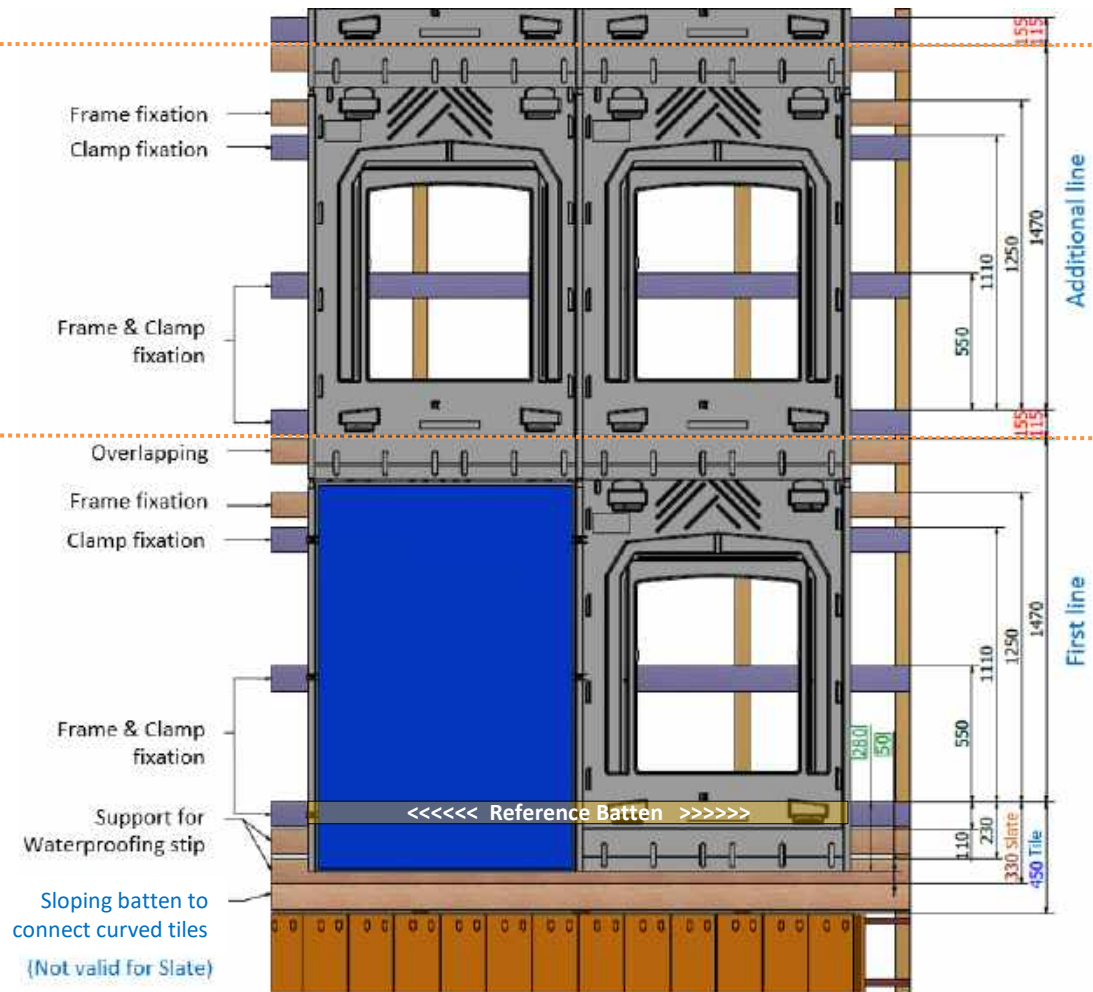 155
115
Frame fixation
Clamp fixation
Frame & Clamp
fixation
550
1110
1250
1470
Additional line
155
115
Overlapping
Frame fixation
Clamp fixation
Frame & Clamp
fixation
550
1110
1250
1470
First line
280
50
<<<<<< Reference Batten >>>>>>
Support for
Waterproofing stip
110
230
330 Slate
450 Tile
Sloping batten to
connect curved tiles
(Not valid for Slate)